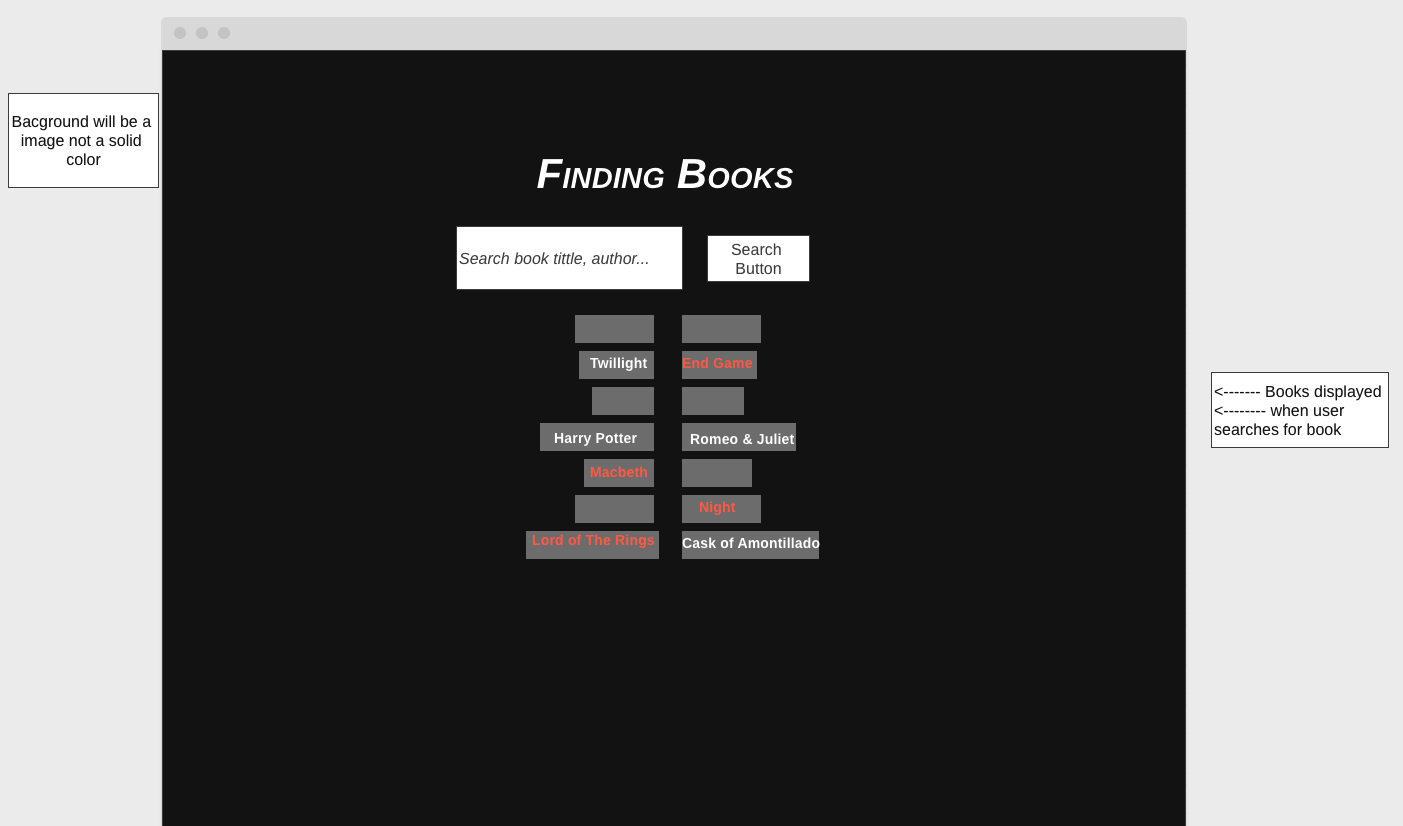 Bacground will be a
image not a solid
color
Finding Books
Search book tittle, author...
Search
Button
Twillight
End Game
<------- Books displayed
<-------- when user
searches for book
Harry Potter
Romeo & Juliet
Macbeth
Night
Lord of The Rings
Cask of Amontillado